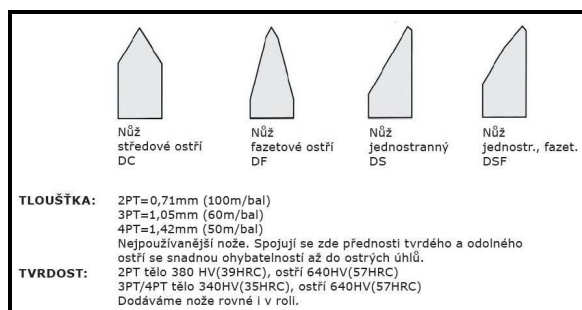 Nůž
středové ostří
DC
Nůž
fazetové ostří
DF
Nůž
jednostranný
DS
Nůž
jednostr., fazet.
DSF
TLOUŠŤKA: 2PT=0,71mm (100m/bal)
3PT=1,05mm (60m/bal)
4PT=1,42mm (50m/bal)
Nejpoužívanější nože. Spojují se zde přednosti tvrdého a odolného
ostří se snadnou ohybatelností až do ostrých úhlů.
TVRDOST: 2PT tělo 380 HV(39HRC), ostří 640HV(57HRC)
3PT/4PT tělo 340HV(35HRC), ostří 640HV(57HRC)
Dodáváme nože rovné i v roli.